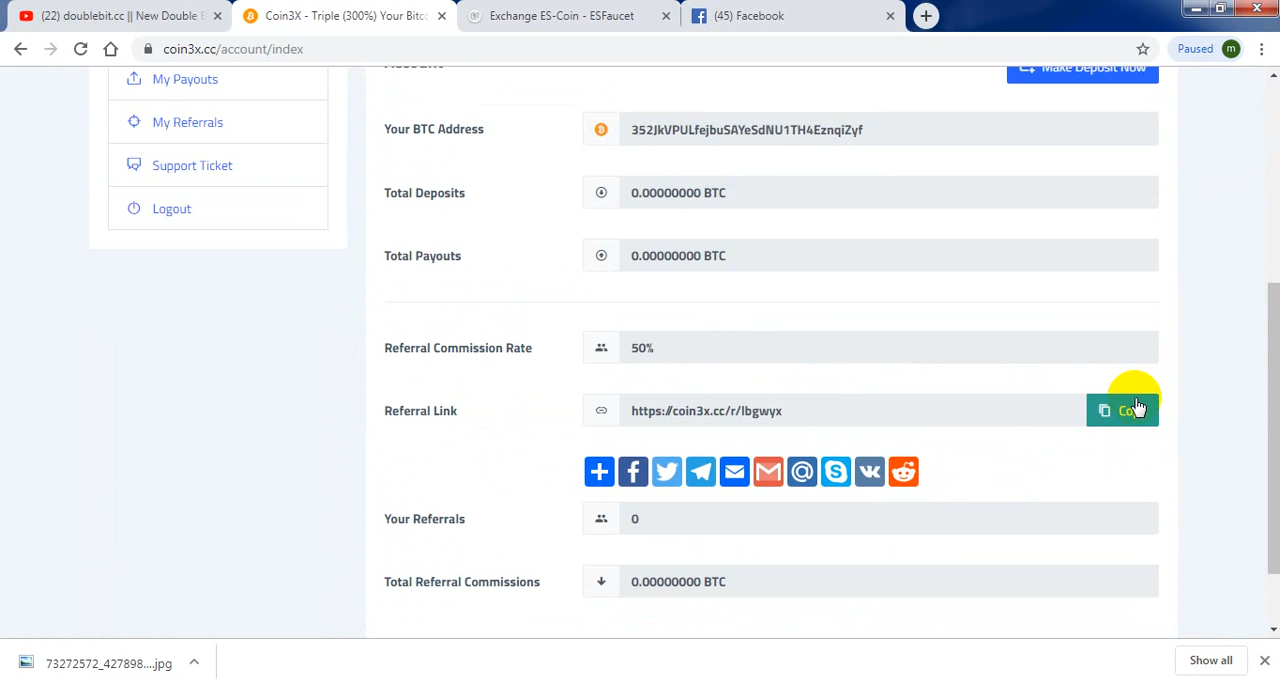 (22) doublebit.cc || New Double B
Coin3X - Triple (300%) Your Bitco
Exchange ES-Coin - ESFaucet
(45) Facebook
coin3x.cc/account/index
Paused
m
My Payouts
My Referrals
Support Ticket
Logout
Account
Make Deposit Now
Your BTC Address
352JkVPULfejbuSAYeSdNU1TH4EznqiZyf
Total Deposits
0.00000000 BTC
Total Payouts
0.00000000 BTC
Referral Commission Rate
50%
Referral Link
https://coin3x.cc/r/lbgwyx
Your Referrals
0
Total Referral Commissions
0.00000000 BTC
73272572_427898....jpg
Show all